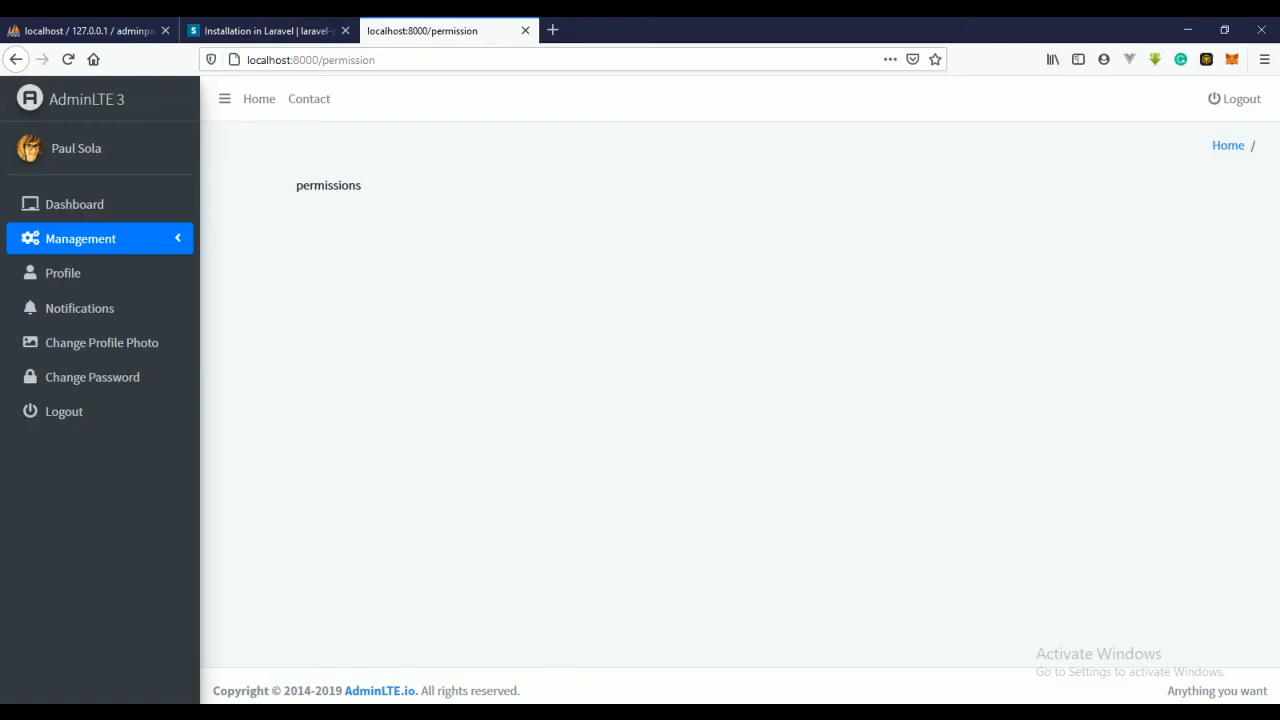 localhost / 127.0.0.1 / adminpa
Installation in Laravel | laravel-
localhost:8000/permission
localhost:8000/permission
AdminLTE 3
Home
Contact
Logout
Paul Sola
Home /
permissions
Dashboard
Management
Profile
Notifications
Change Profile Photo
Change Password
Logout
Activate Windows
Go to Settings to activate Windows.
Copyright © 2014-2019 AdminLTE.io. All rights reserved.
Anything you want